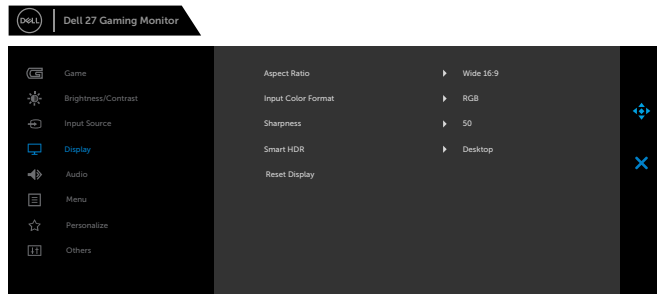 DELL Dell 27 Gaming Monitor
Game
Brightness/Contrast
Input Source
Display
Audio
Menu
Personalize
Others
Aspect Ratio Wide 16:9
Input Color Format RGB
Sharpness 50
Smart HDR Desktop
Reset Display